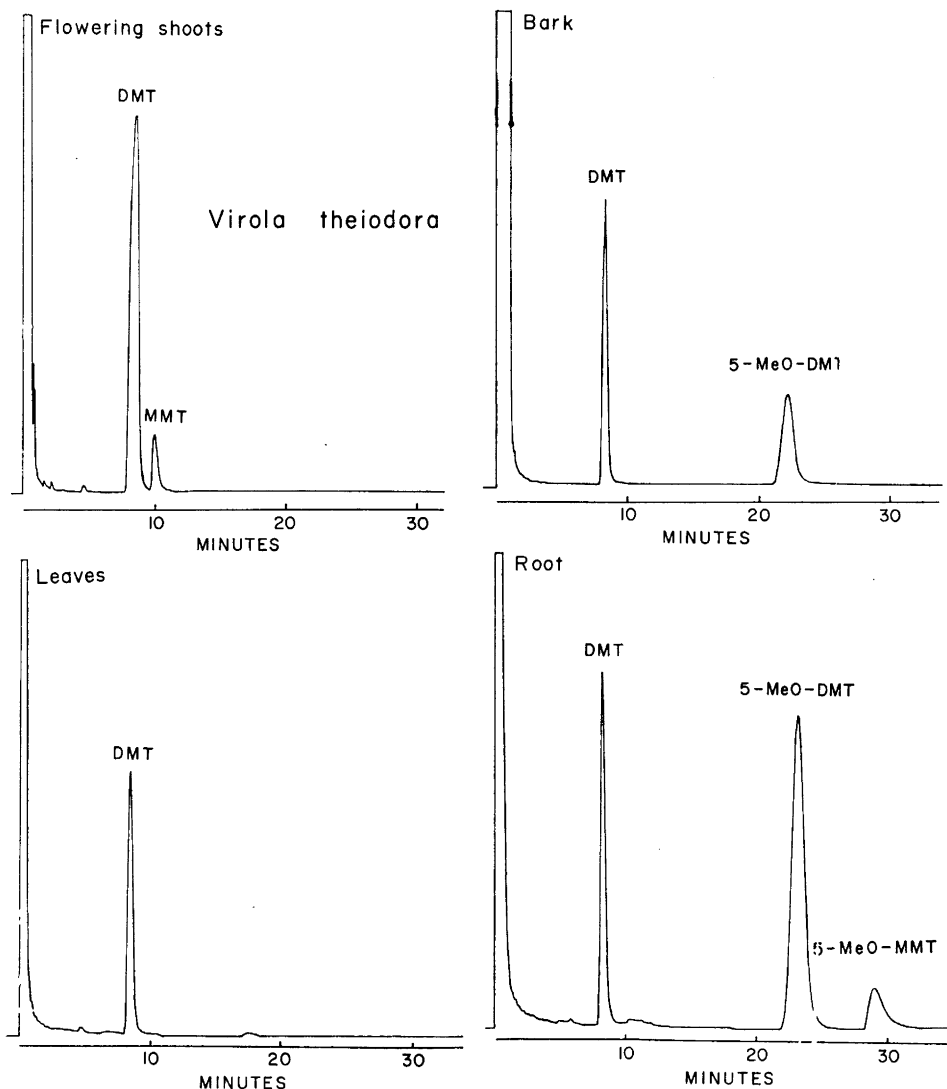 Flowering shoots
DMT
Virola theiodora
MMT
10 20 30
MINUTES
Bark
DMT
5-MeO-DMT
10 20 30
MINUTES
Leaves
DMT
10 20 30
MINUTES
Root
DMT
5-MeO-DMT
5-MeO-MMT
10 20 30
MINUTES